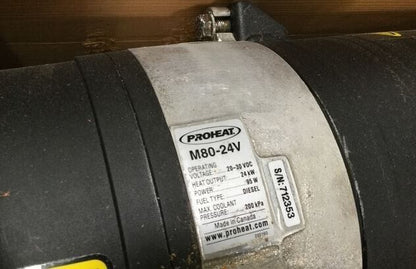 PROHEAT
M80-24V
OPERATING
VOLTAGE - 20-30 VDC
HEAT OUTPUT 24 kW
POWER 95 W
FUEL TYPE: DIESEL
MAX. COOLANT
PRESSURE: 200 kPa
Made in Canada
www.proheat.com
S/N: 712353